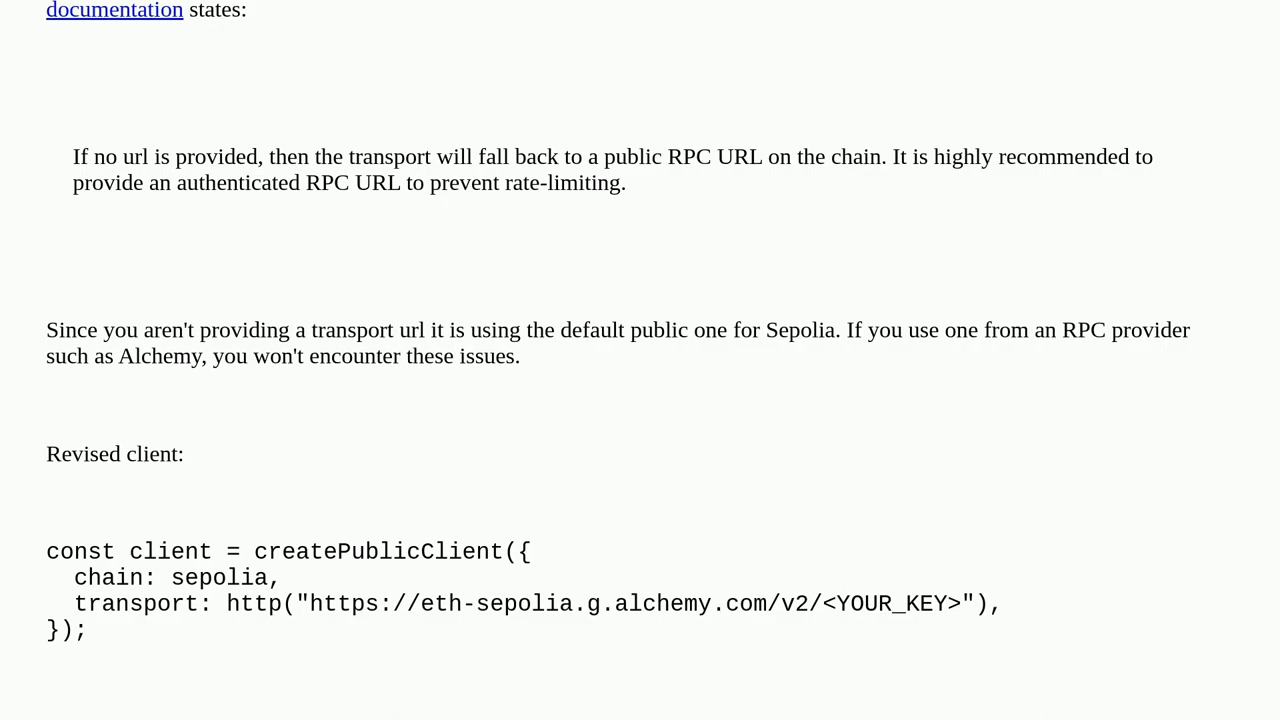 documentation states:
If no url is provided, then the transport will fall back to a public RPC URL on the chain. It is highly recommended to
provide an authenticated RPC URL to prevent rate-limiting.
Since you aren't providing a transport url it is using the default public one for Sepolia. If you use one from an RPC provider
such as Alchemy, you won't encounter these issues.
Revised client:
const client = createPublicClient({
  chain: sepolia,
  transport: http("https://eth-sepolia.g.alchemy.com/v2/<YOUR_KEY>"),
});